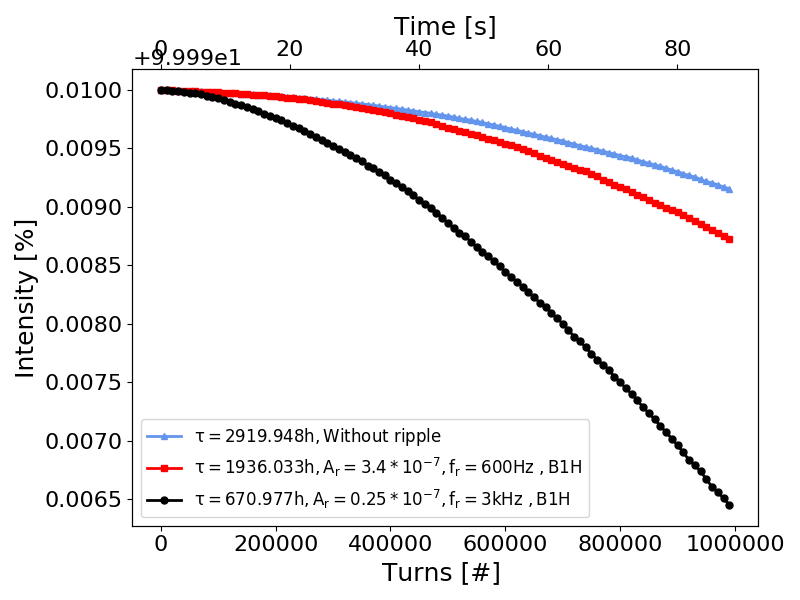 Time [s]
0 20 40 60 80
+9.999e1
0.0100
0.0095
0.0090
0.0085
0.0080
0.0075
0.0070
0.0065
Intensity [%]
τ = 2919.948h, Without ripple
τ = 1936.033h, A_r = 3.4 * 10^{-7}, f_r = 600Hz , B1H
τ = 670.977h, A_r = 0.25 * 10^{-7}, f_r = 3kHz , B1H
0 200000 400000 600000 800000 1000000
Turns [#]